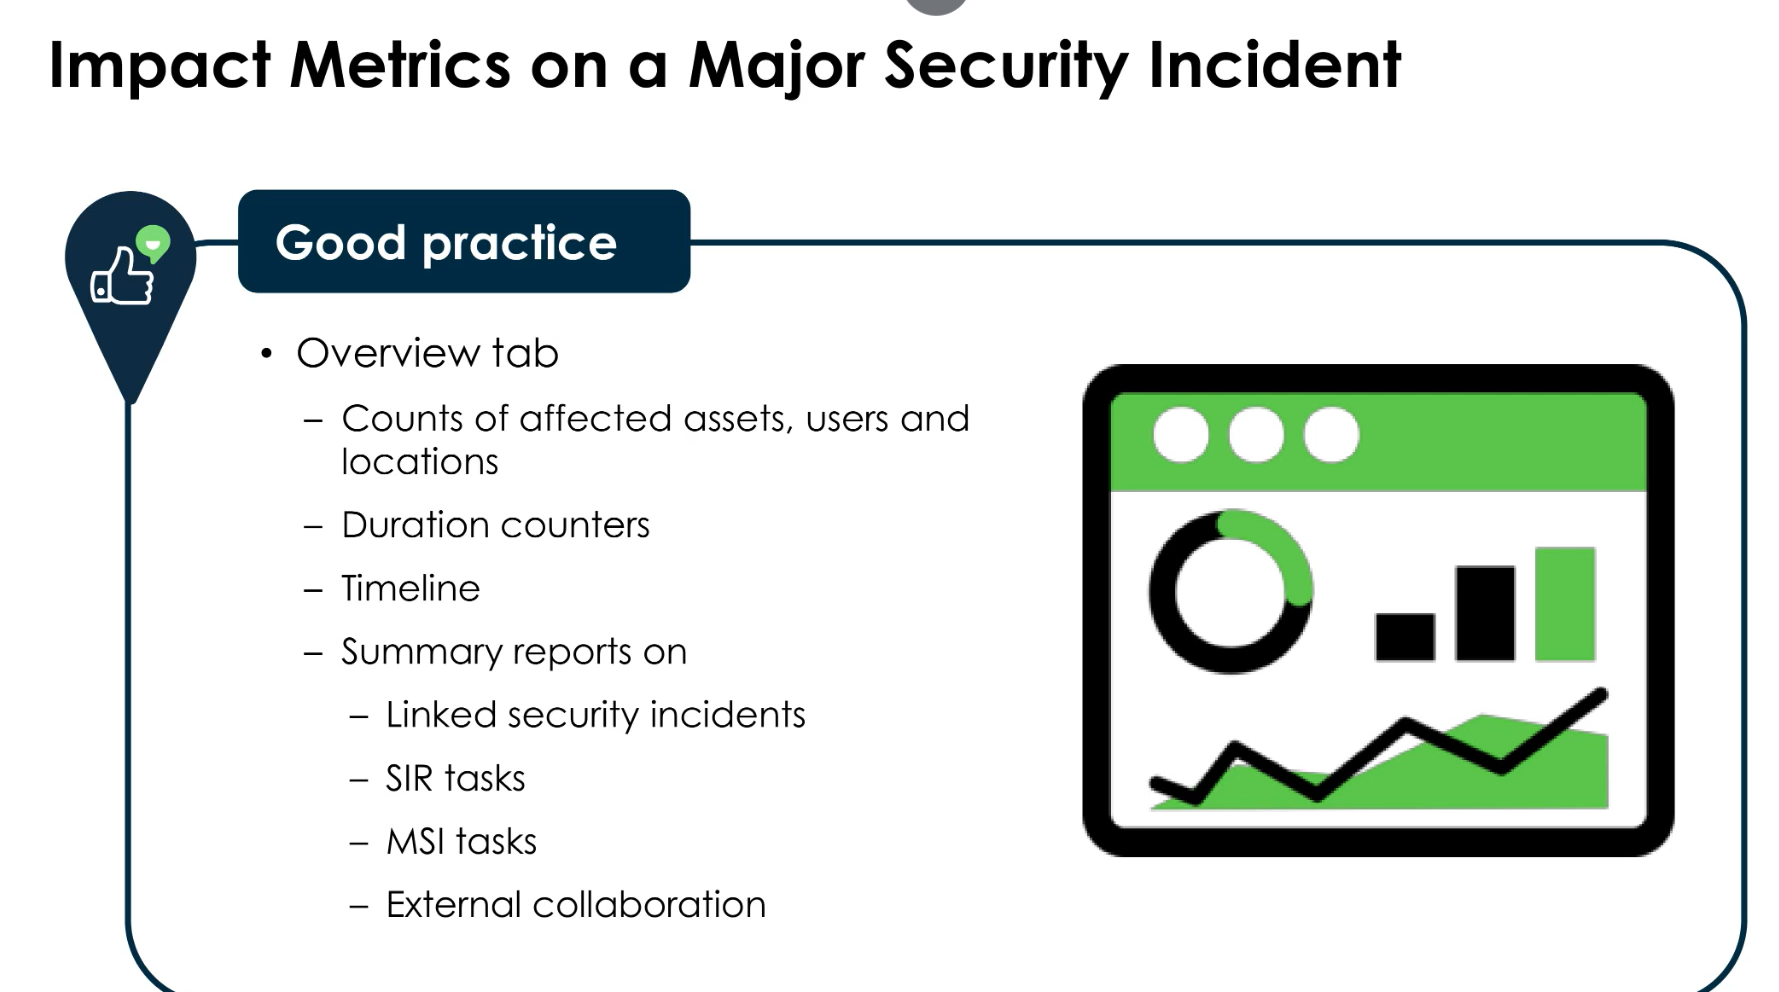 Impact Metrics on a Major Security Incident
Good practice
• Overview tab
– Counts of affected assets, users and
locations
– Duration counters
– Timeline
– Summary reports on
– Linked security incidents
– SIR tasks
– MSI tasks
– External collaboration